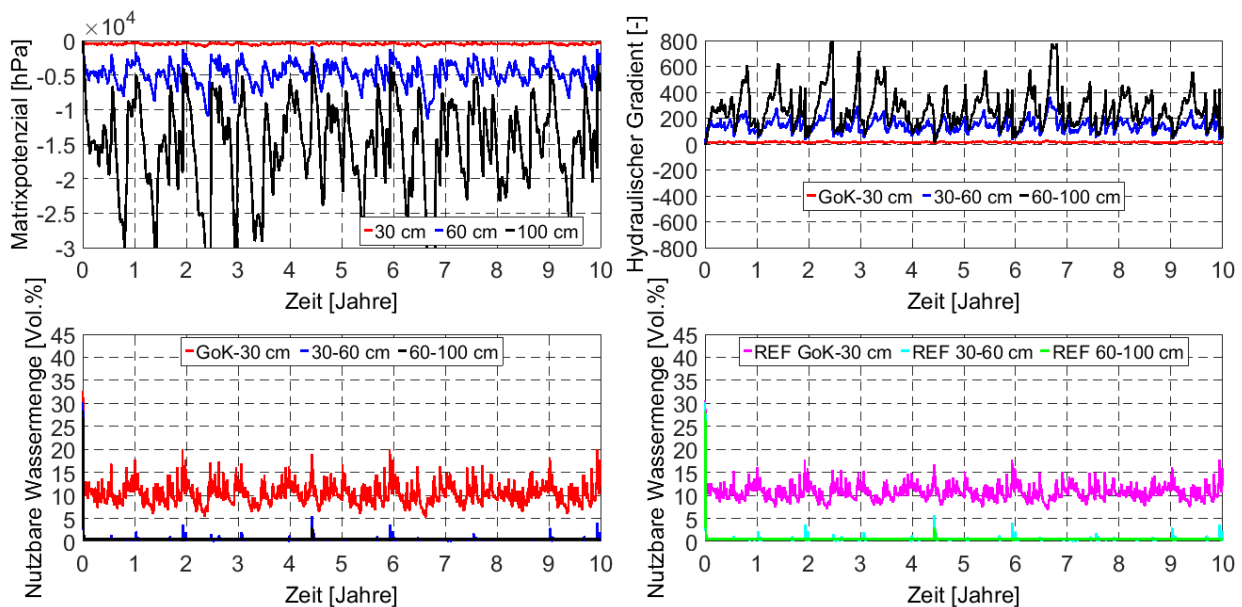 ×10⁴
0
-0.5
-1
-1.5
-2
-2.5
-3
Matrixpotenzial [hPa]
30 cm 60 cm 100 cm
0 1 2 3 4 5 6 7 8 9 10
Zeit [Jahre]
800
600
400
200
0
-200
-400
-600
-800
Hydraulischer Gradient [-]
GoK-30 cm 30-60 cm 60-100 cm
0 1 2 3 4 5 6 7 8 9 10
Zeit [Jahre]
45
40
35
30
25
20
15
10
5
0
Nutzbare Wassermenge [Vol.%]
GoK-30 cm 30-60 cm 60-100 cm
0 1 2 3 4 5 6 7 8 9 10
Zeit [Jahre]
45
40
35
30
25
20
15
10
5
0
Nutzbare Wassermenge [Vol.%]
REF GoK-30 cm REF 30-60 cm REF 60-100 cm
0 1 2 3 4 5 6 7 8 9 10
Zeit [Jahre]